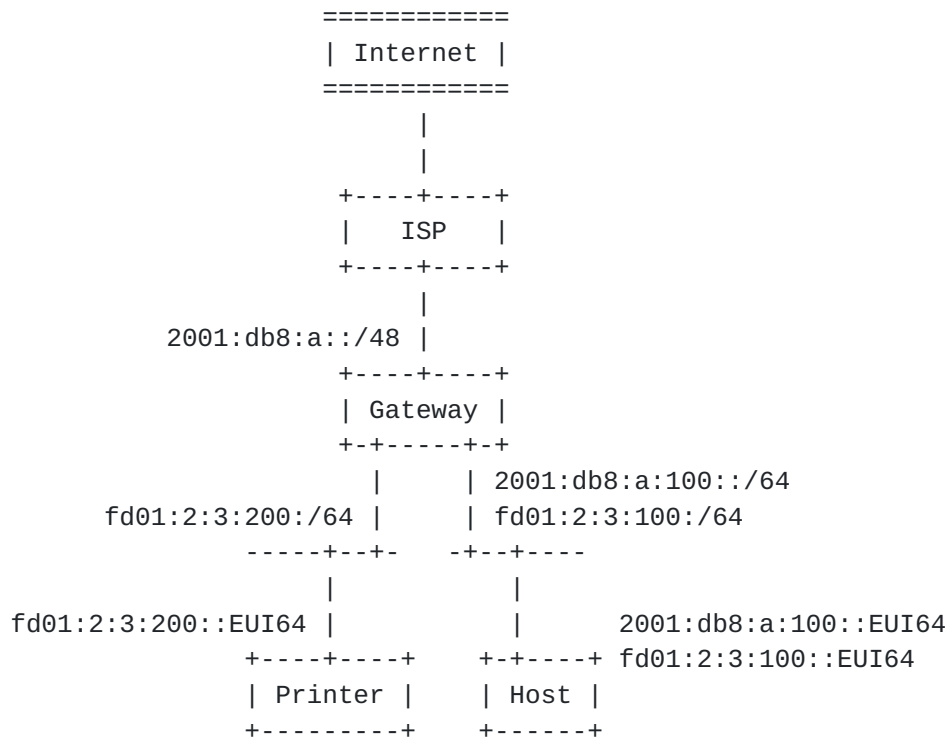 ============
| Internet |
============
|
|
+----+----+
|   ISP   |
+----+----+
|
2001:db8:a::/48 |
+----+----+
| Gateway |
+-+-----+-+
|     | 2001:db8:a:100::/64
fd01:2:3:200:/64 |     | fd01:2:3:100:/64
-----+--+-   -+--+----
|           |
fd01:2:3:200::EUI64 |           |      2001:db8:a:100::EUI64
+----+----+    +-+----+ fd01:2:3:100::EUI64
| Printer |    | Host |
+---------+    +------+